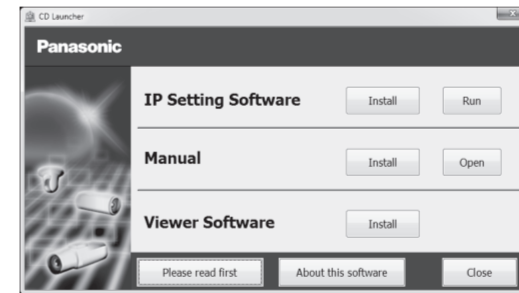 CD Launcher
Panasonic
IP Setting Software Install Run
Manual Install Open
Viewer Software Install
Please read first About this software Close